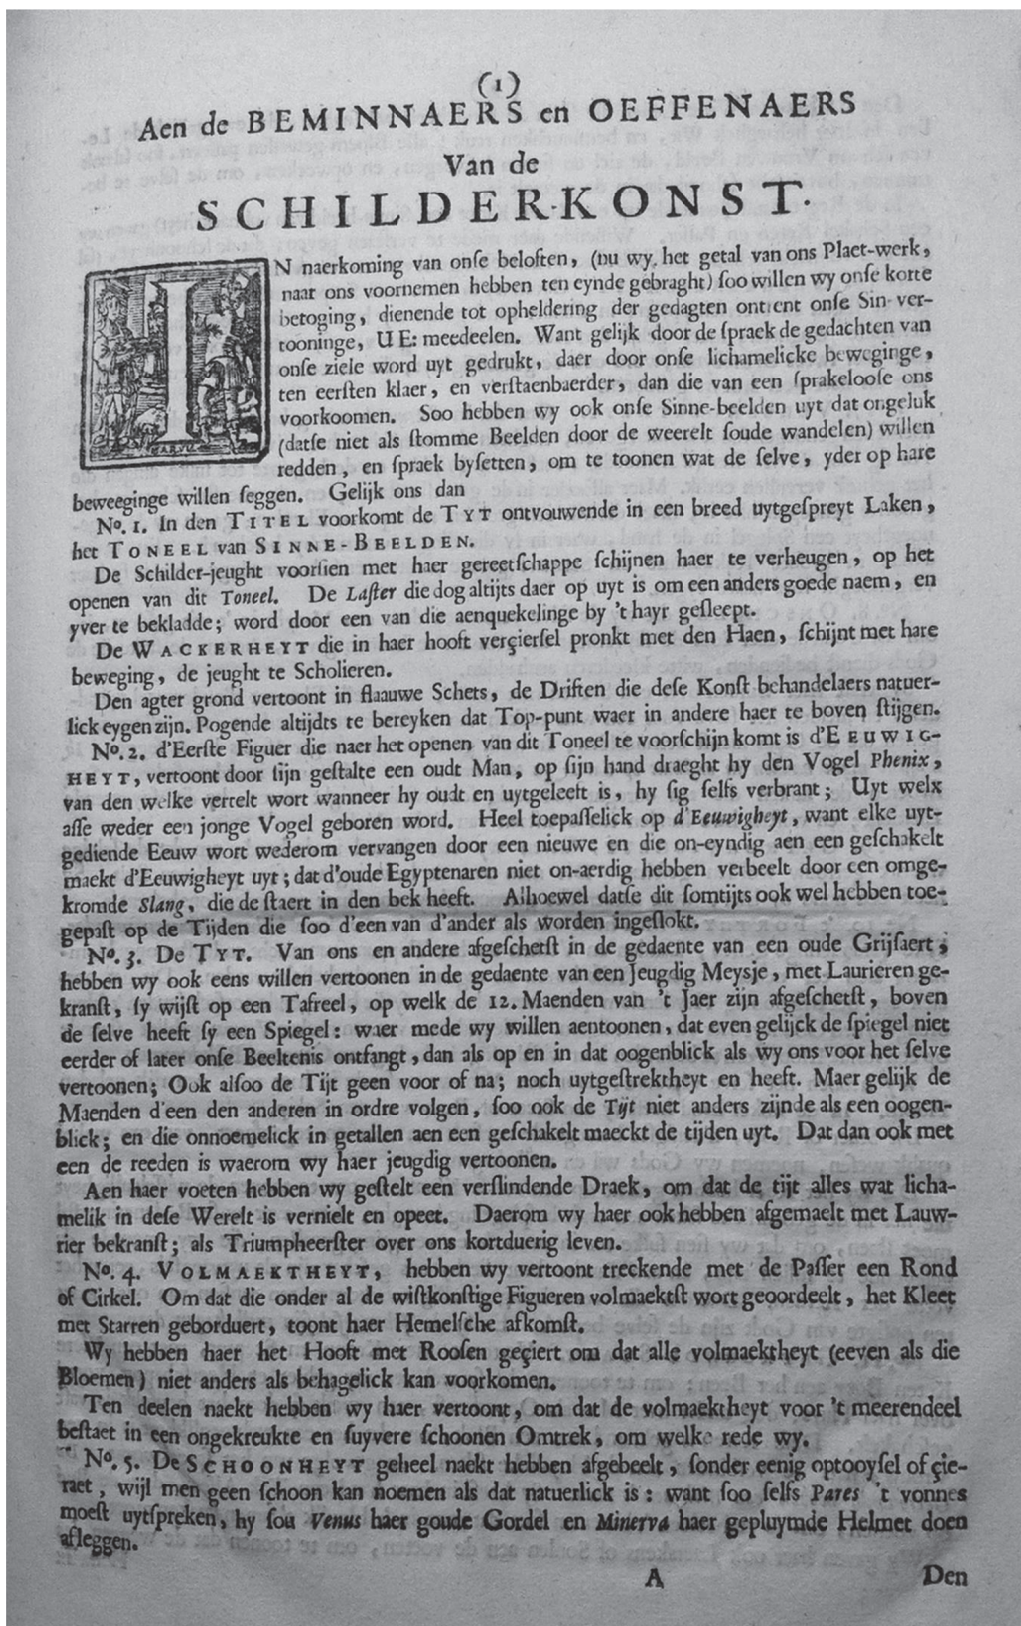 (1)
Aen de BEMINNAERS en OEFFENAERS
Van de
SCHILDER-KONST.
IN naerkoming van onſe beloften, (nu wy het getal van ons Plaet-werk,
naar ons voornemen hebben ten eynde gebraght) ſoo willen wy onſe korte
betoging, dienende tot opheldering der gedagten ontrent onſe Sin-ver-
tooninge, UE: meedeelen. Want gelijk door de ſpraek de gedachten van
onſe ziele word uyt gedrukt, daer door onſe lichamelicke beweginge,
ten eerſten klaer, en verſtaenbaerder, dan die van een ſprakelooſe ons
voorkoomen. Soo hebben wy ook onſe Sinne-beelden uyt dat ongeluk
(datſe niet als ſtomme Beelden door de weerelt ſoude wandelen) willen
redden, en ſpraek byſetten, om te toonen wat de ſelve, yder op hare
beweeginge willen ſeggen. Gelijk ons dan
No. 1. In den TITEL voorkomt de TYT ontvouwende in een breed uytgeſpreyt Laken,
het TONEEL van SINNE-BEELDEN.
De Schilder-jeught voorſien met haer gereetſchappe ſchijnen haer te verheugen, op het
openen van dit Toneel. De Laſter die dog altijts daer op uyt is om een anders goede naem, en
yver te bekladde; word door een van die aenquekelinge by 't hayr geſleept.
De WACKERHEYT die in haer hooft verçierſel pronkt met den Haen, ſchijnt met hare
beweging, de jeught te Scholieren.
Den agter grond vertoont in flaauwe Schets, de Driften die deſe Konſt behandelaers natuer-
lick eygen zijn. Pogende altijdts te bereyken dat Top-punt waer in andere haer te boven ſtijgen.
No. 2. d'Eerſte Figuer die naer het openen van dit Toneel te voorſchijn komt is d'EEUWIG-
HEYT, vertoont door ſijn geſtalte een oudt Man, op ſijn hand draeght hy den Vogel Phenix,
van den welke vertelt wort wanneer hy oudt en uytgeleeft is, hy ſig ſelfs verbrant; Uyt welx
aſſe weder een jonge Vogel geboren word. Heel toepaſſelick op d'Eeuwigheyt, want elke uyt-
gediende Eeuw wort wederom vervangen door een nieuwe en die on-eyndig aen een geſchakelt
maekt d'Eeuwigheyt uyt; dat d'oude Egyptenaren niet on-aerdig hebben verbeelt door een omge-
kromde Slang, die de ſtaert in den bek heeft. Alhoewel datſe dit ſomtijts ook wel hebben toe-
gepaſt op de Tijden die ſoo d'een van d'ander als worden ingeſlokt.
No. 3. De TYT. Van ons en andere afgeſchetſt in de gedaente van een oude Grijſaert,
hebben wy ook eens willen vertoonen in de gedaente van een Jeugdig Meysje, met Laurieren ge-
kranſt, ſy wijſt op een Tafreel, op welk de 12. Maenden van 't Jaer zijn afgeſchetſt, boven
de ſelve heeft ſy een Spiegel: waer mede wy willen aentoonen, dat even gelijck de ſpiegel niet
eerder of later onſe Beeltenis ontfangt, dan als op en in dat oogenblick als wy ons voor het ſelve
vertoonen; Ook alſoo de Tijt geen voor of na; noch uytgeſtrektheyt en heeft. Maer gelijk de
Maenden d'een den anderen in ordre volgen, ſoo ook de Tijt niet anders zijnde als een oogen-
blick; en die onnoemelick in getallen aen een geſchakelt maeckt de tijden uyt. Dat dan ook met
een de reeden is waerom wy haer jeugdig vertoonen.
Aen haer voeten hebben wy geſtelt een verſlindende Draek, om dat de tijt alles wat licha-
melik in deſe Werelt is vernielt en opeet. Daerom wy haer ook hebben afgemaelt met Lauw-
rier bekranſt; als Triumpheerſter over ons kortduerig leven.
No. 4. VOLMAEKTHEYT, hebben wy vertoont treckende met de Paſſer een Rond
of Cirkel. Om dat die onder al de wiſkonſtige Figueren volmaektſt wort geoordeelt, het Kleet
met Starren geborduert, toont haer Hemelſche afkomſt.
Wy hebben haer het Hooft met Rooſen geçiert om dat alle volmaektheyt (eeven als die
Bloemen) niet anders als behagelick kan voorkomen.
Ten deelen naekt hebben wy haer vertoont, om dat de volmaektheyt voor 't meerendeel
beſtaet in een ongekreukte en ſuyvere ſchoonen Omtrek, om welke rede wy.
No. 5. De SCHOONHEYT geheel naekt hebben afgebeelt, ſonder eenig optooyſel of çie-
raet, wijl men geen ſchoon kan noemen als dat natuerlick is: want ſoo ſelfs Pares 't vonnes
moeſt uytſpreken, hy ſou Venus haer goude Gordel en Minerva haer gepluymde Helmet doen
afleggen.
A Den